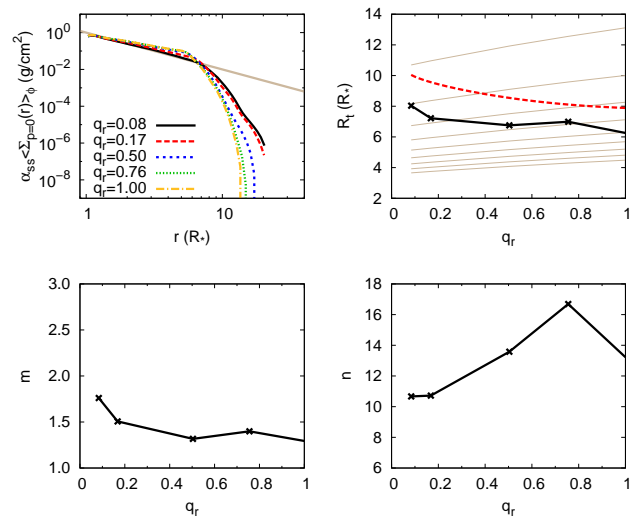 α_ss<Σ_p=0(r)>_ϕ (g/cm²)
10⁰
10⁻²
10⁻⁴
10⁻⁶
10⁻⁸
q_r=0.08
q_r=0.17
q_r=0.50
q_r=0.76
q_r=1.00
1 10
r (R_*)
R_t (R_*)
14
12
10
8
6
4
2
0 0.2 0.4 0.6 0.8 1
q_r
m
3.0
2.5
2.0
1.5
1.0
0 0.2 0.4 0.6 0.8 1
q_r
n
18
16
14
12
10
8
6
0 0.2 0.4 0.6 0.8 1
q_r